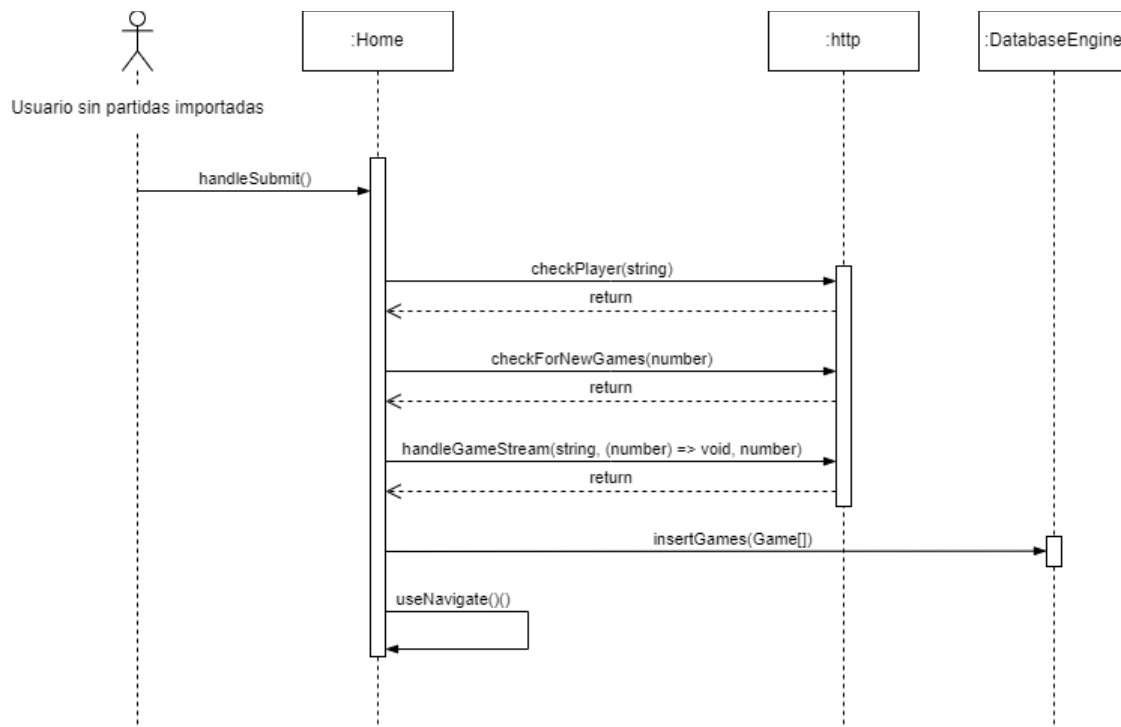 :Home
:http
:DatabaseEngine
Usuario sin partidas importadas
handleSubmit()
checkPlayer(string)
return
checkForNewGames(number)
return
handleGameStream(string, (number) => void, number)
return
insertGames(Game[])
useNavigate()()